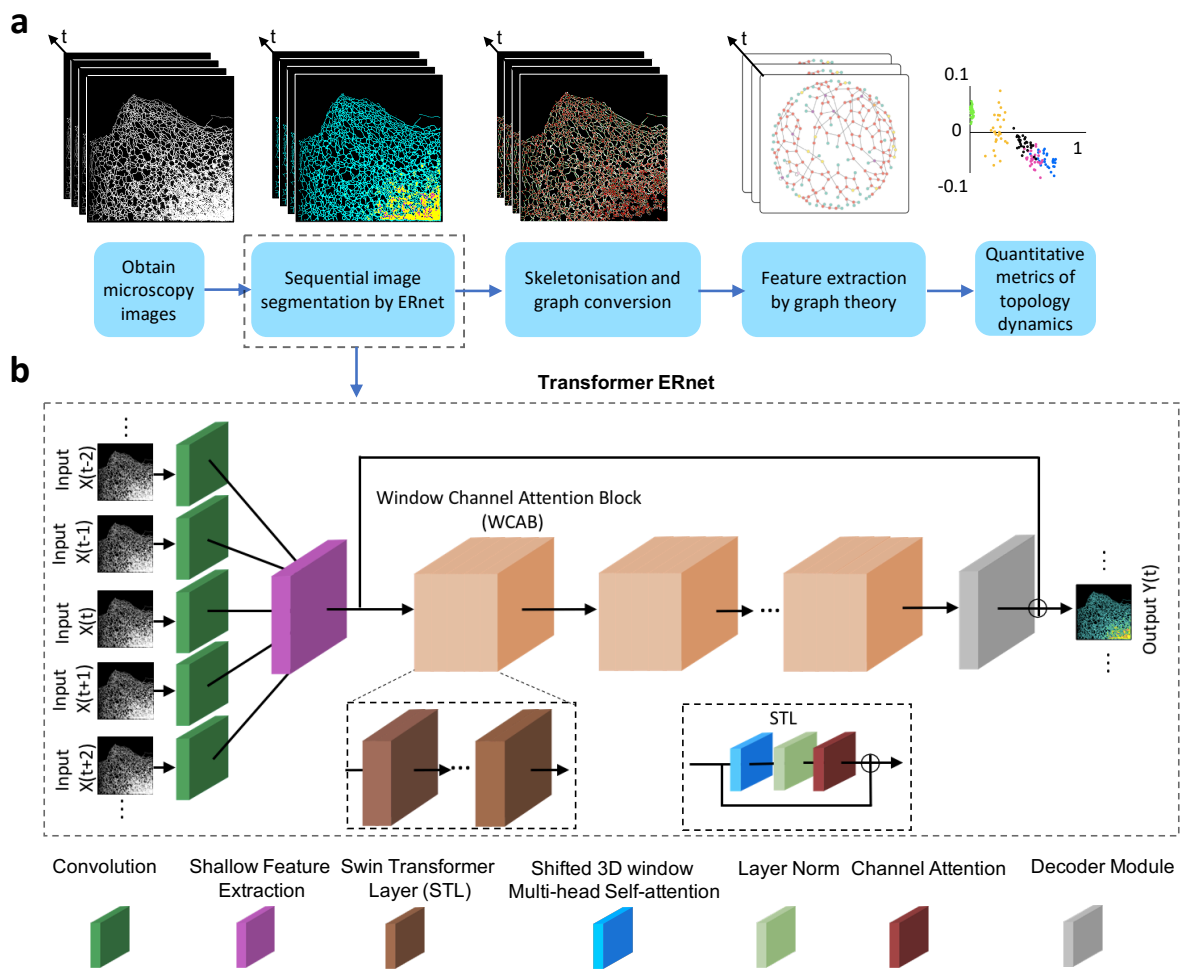 a
t
t
t
t
0.1
0
1
-0.1
Obtain
microscopy
images
Sequential image
segmentation by ERnet
Skeletonisation and
graph conversion
Feature extraction
by graph theory
Quantitative
metrics of
topology
dynamics
b
Transformer ERnet
Input
X(t-2)
Input
X(t-1)
Input
X(t)
Input
X(t+1)
Input
X(t+2)
Window Channel Attention Block
(WCAB)
STL
Output Y(t)
Convolution
Shallow Feature
Extraction
Swin Transformer
Layer (STL)
Shifted 3D window
Multi-head Self-attention
Layer Norm
Channel Attention
Decoder Module